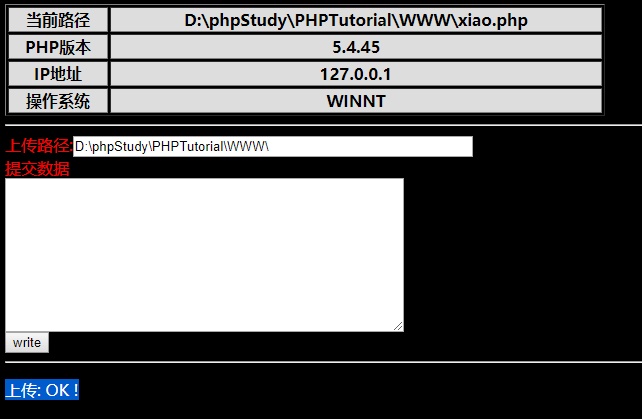 当前路径 D:\phpStudy\PHPTutorial\WWW\xiao.php
PHP版本 5.4.45
IP地址 127.0.0.1
操作系统 WINNT
上传路径:D:\phpStudy\PHPTutorial\WWW\
提交数据
write
上传: OK !